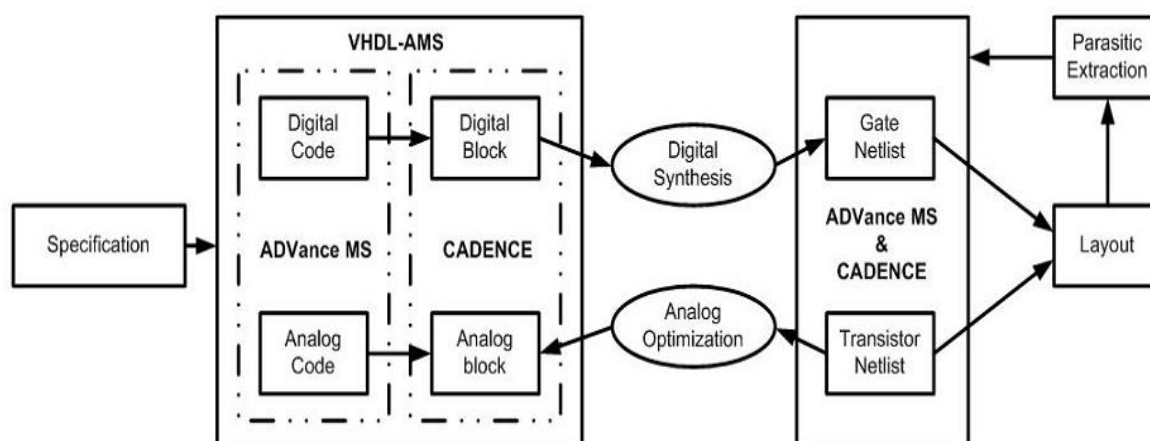 VHDL-AMS
Digital
Code
Digital
Block
Digital
Synthesis
Gate
Netlist
Parasitic
Extraction
Specification
ADVance MS
CADENCE
ADVance MS
&
CADENCE
Layout
Analog
Code
Analog
block
Analog
Optimization
Transistor
Netlist